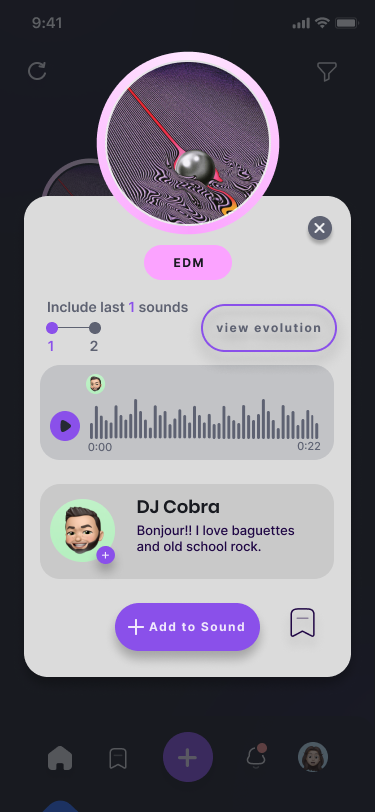 9:41
EDM
Include last 1 sounds
view evolution
1 2
0:00 0:22
DJ Cobra
Bonjour!! I love baguettes
and old school rock.
Add to Sound